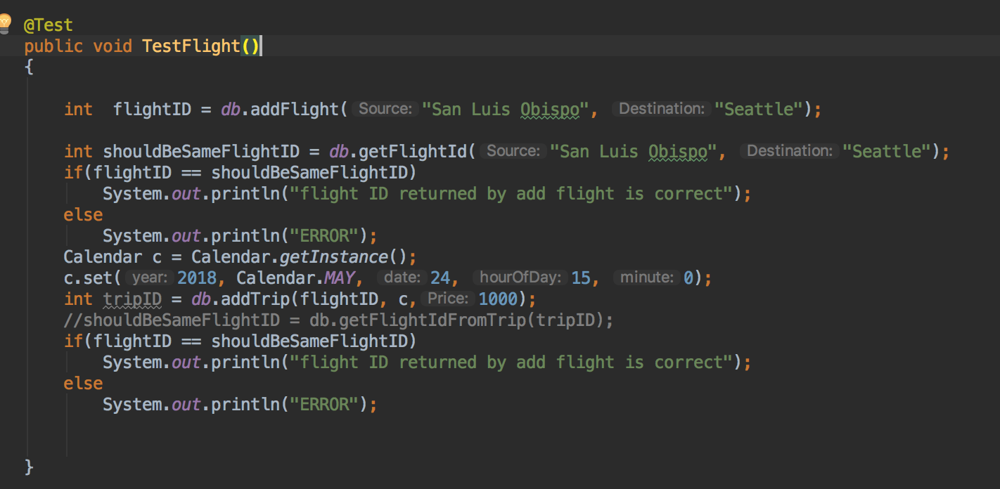 @Test
public void TestFlight()
{
int  flightID = db.addFlight( Source: "San Luis Obispo",  Destination: "Seattle");
int shouldBeSameFlightID = db.getFlightId( Source: "San Luis Obispo",  Destination: "Seattle");
if(flightID == shouldBeSameFlightID)
System.out.println("flight ID returned by add flight is correct");
else
System.out.println("ERROR");
Calendar c = Calendar.getInstance();
c.set( year: 2018, Calendar.MAY,  date: 24,  hourOfDay: 15,  minute: 0);
int tripID = db.addTrip(flightID, c, Price: 1000);
//shouldBeSameFlightID = db.getFlightIdFromTrip(tripID);
if(flightID == shouldBeSameFlightID)
System.out.println("flight ID returned by add flight is correct");
else
System.out.println("ERROR");
}